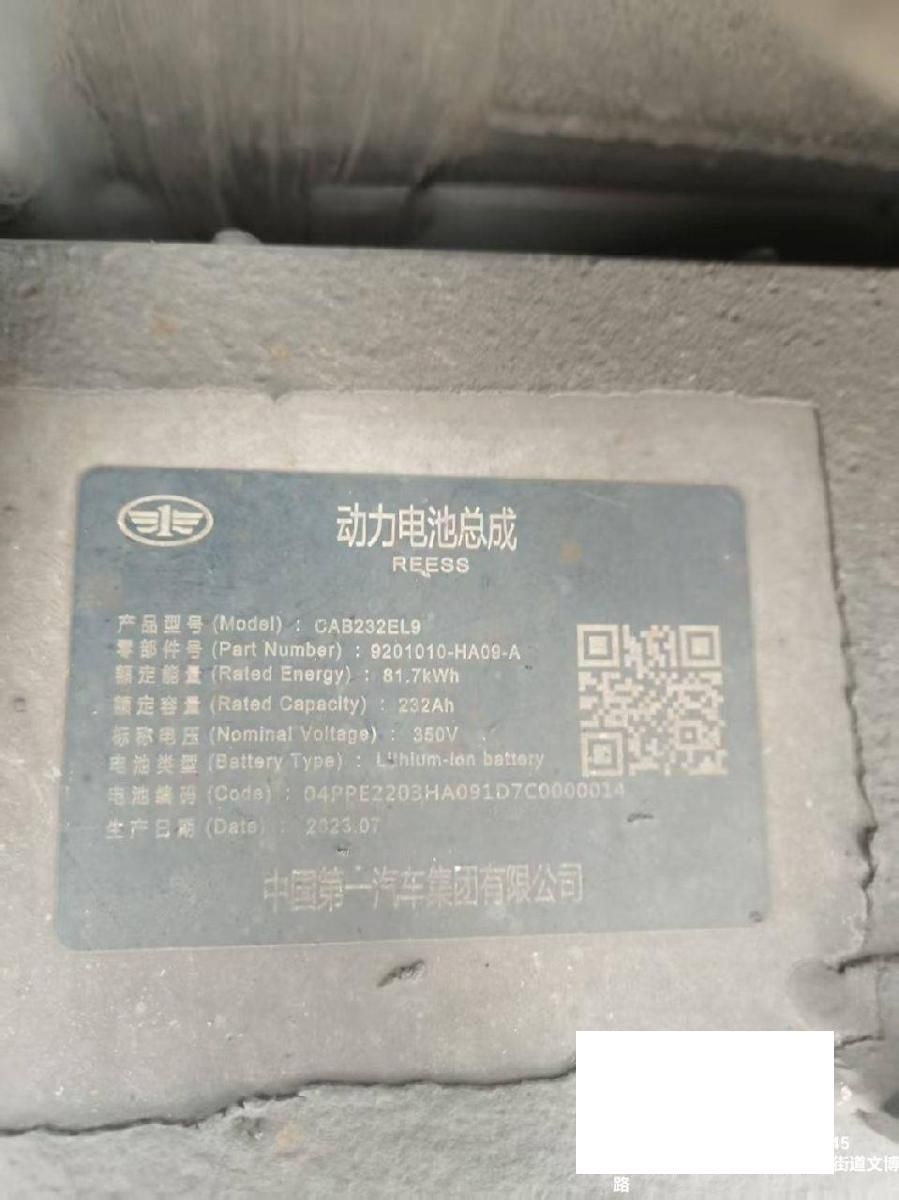 动力电池总成
REESS
产品型号 (Model) : CAB232EL9
零部件号 (Part Number) : 9201010-HA09-A
额定能量 (Rated Energy) : 81.7kWh
额定容量 (Rated Capacity) : 232Ah
标称电压 (Nominal Voltage) : 350V
电池类型 (Battery Type) : Lithium-ion battery
电池编码 (Code) : 04PPE2203HA091D7C0000014
生产日期 (Date) : 2023.07
中国第一汽车集团有限公司
45
街道文博
路